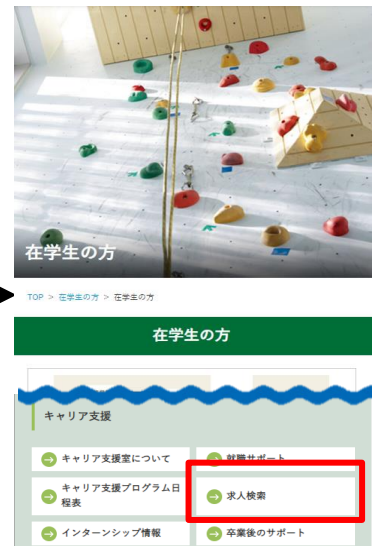 在学生の方
TOP > 在学生の方 > 在学生の方
在学生の方
キャリア支援
キャリア支援室について
就職サポート
キャリア支援プログラム日
程表
求人検索
インターンシップ情報
卒業後のサポート